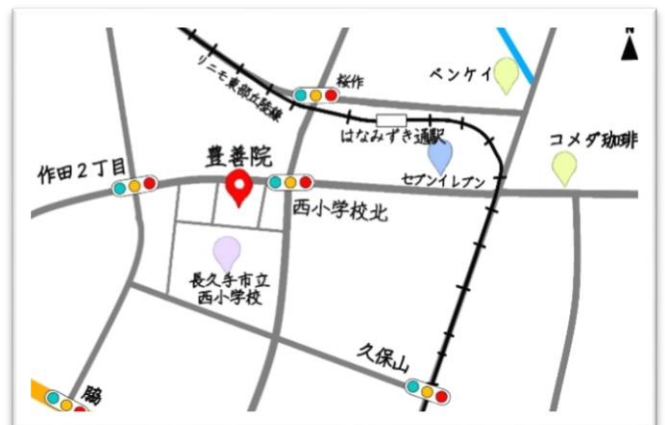 N
ベンケイ
リニモ東部丘陵線
桜作
はなみずき通駅
コメダ珈琲
豊善院
作田2丁目
セブンイレブン
西小学校北
長久手市立
西小学校
久保山
脇